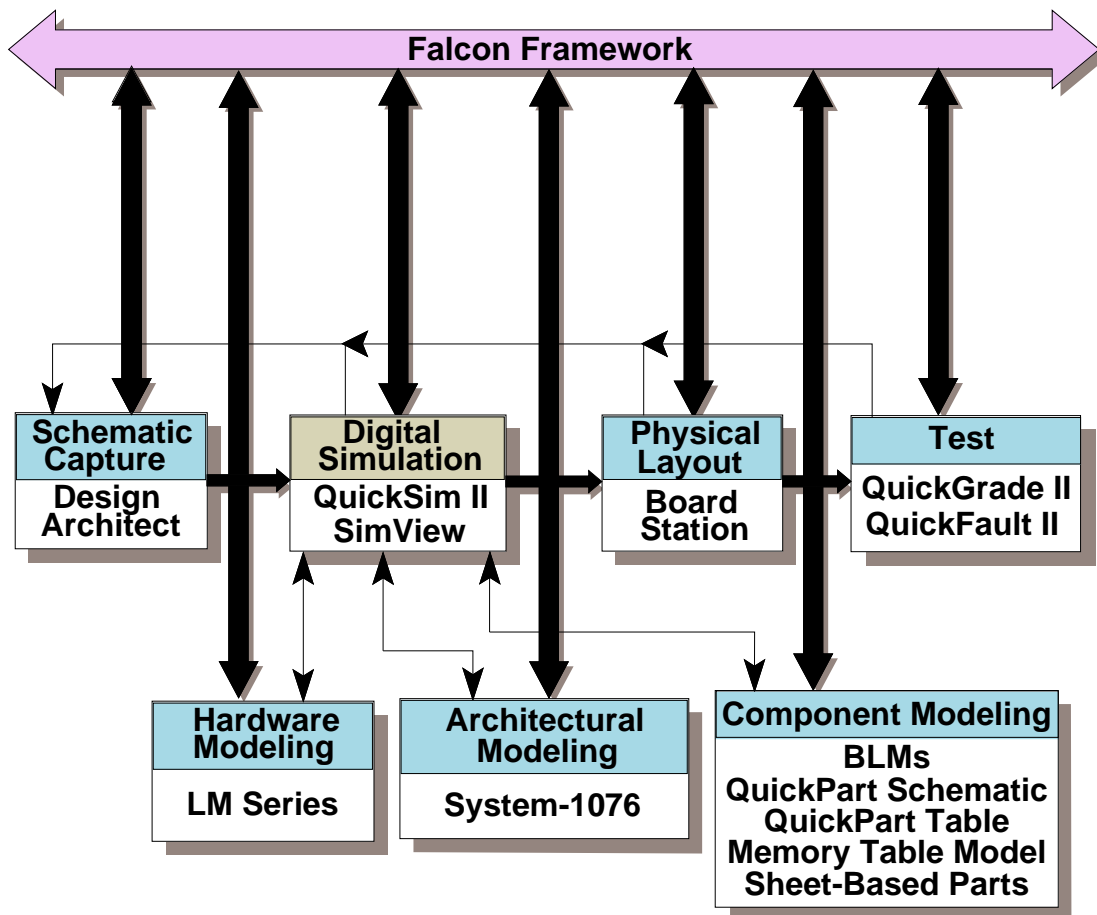 Falcon Framework
Schematic
Capture
Design
Architect
Digital
Simulation
QuickSim II
SimView
Physical
Layout
Board
Station
Test
QuickGrade II
QuickFault II
Hardware
Modeling
LM Series
Architectural
Modeling
System-1076
Component Modeling
BLMs
QuickPart Schematic
QuickPart Table
Memory Table Model
Sheet-Based Parts